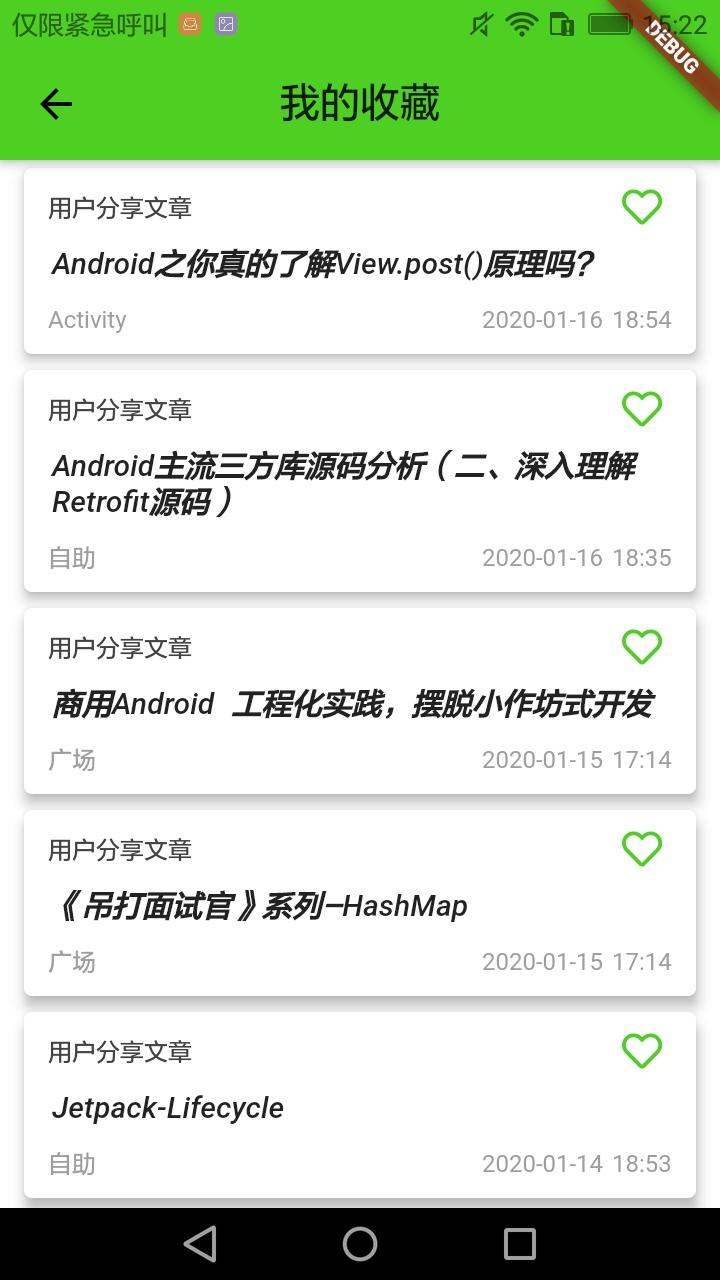 仅限紧急呼叫 15:22
DEBUG
我的收藏
用户分享文章
Android之你真的了解View.post()原理吗?
Activity 2020-01-16 18:54
用户分享文章
Android主流三方库源码分析（二、深入理解
Retrofit源码）
自助 2020-01-16 18:35
用户分享文章
商用Android 工程化实践，摆脱小作坊式开发
广场 2020-01-15 17:14
用户分享文章
《吊打面试官》系列—HashMap
广场 2020-01-15 17:14
用户分享文章
Jetpack-Lifecycle
自助 2020-01-14 18:53